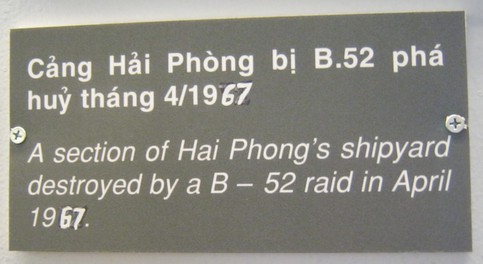 Cảng Hải Phòng bị B.52 phá
huỷ tháng 4/1967
A section of Hai Phong's shipyard
destroyed by a B – 52 raid in April
1967.